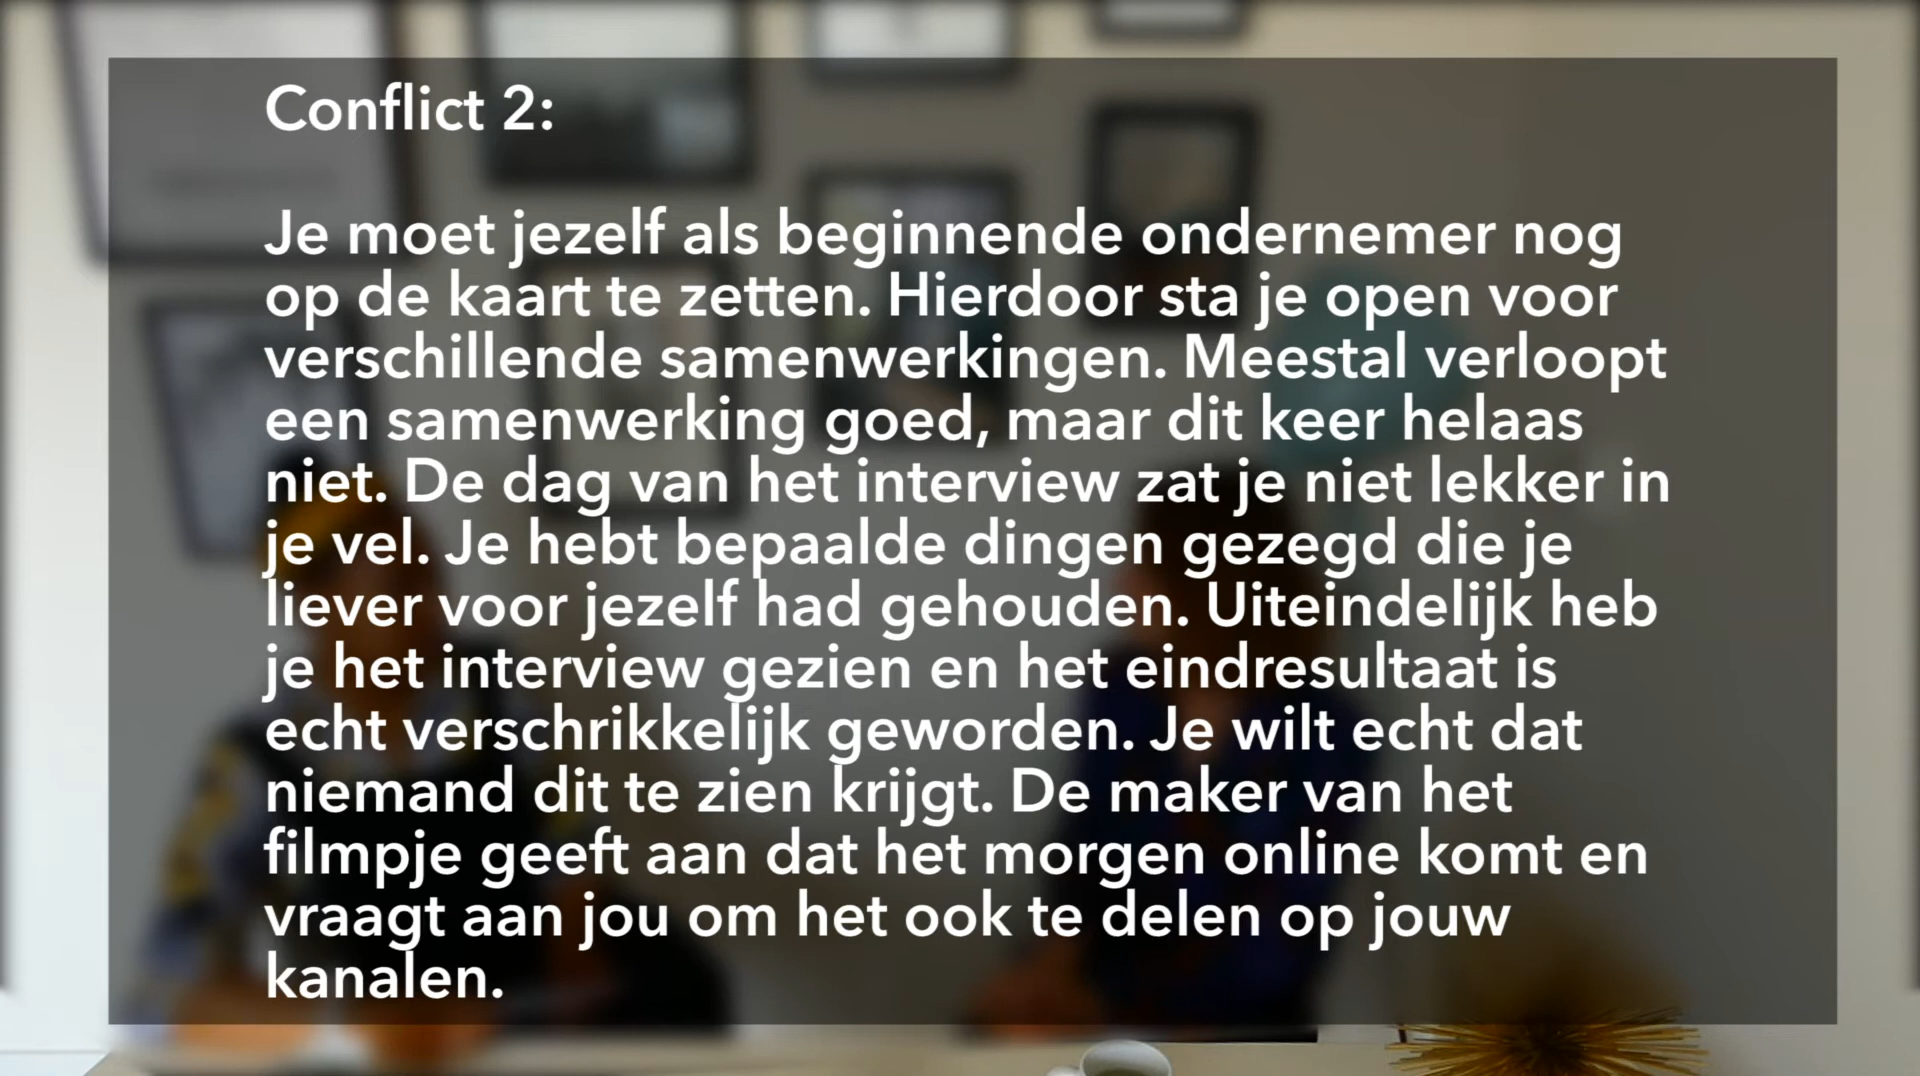 Conflict 2:
Je moet jezelf als beginnende ondernemer nog
op de kaart te zetten. Hierdoor sta je open voor
verschillende samenwerkingen. Meestal verloopt
een samenwerking goed, maar dit keer helaas
niet. De dag van het interview zat je niet lekker in
je vel. Je hebt bepaalde dingen gezegd die je
liever voor jezelf had gehouden. Uiteindelijk heb
je het interview gezien en het eindresultaat is
echt verschrikkelijk geworden. Je wilt echt dat
niemand dit te zien krijgt. De maker van het
filmpje geeft aan dat het morgen online komt en
vraagt aan jou om het ook te delen op jouw
kanalen.